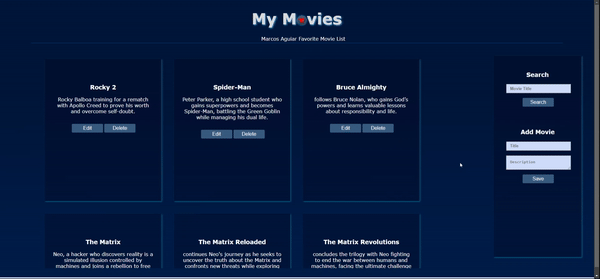 My Movies
Marcos Aguiar Favorite Movie List
Rocky 2
Rocky Balboa training for a rematch
with Apollo Creed to prove his worth
and overcome self-doubt.
Edit Delete
Spider-Man
Peter Parker, a high school student who
gains superpowers and becomes
Spider-Man, battling the Green Goblin
while managing his dual life.
Edit Delete
Bruce Almighty
follows Bruce Nolan, who gains God's
powers and learns valuable lessons
about responsibility and life.
Edit Delete
Search
Movie Title
Search
Add Movie
Title
Description
Save
The Matrix
Neo, a hacker who discovers reality is a
simulated illusion controlled by
machines and joins a rebellion to free
The Matrix Reloaded
continues Neo's journey as he seeks to
uncover the truth about the Matrix and
confronts new threats while exploring
The Matrix Revolutions
concludes the trilogy with Neo fighting
to end the war between humans and
machines, facing the ultimate challenge